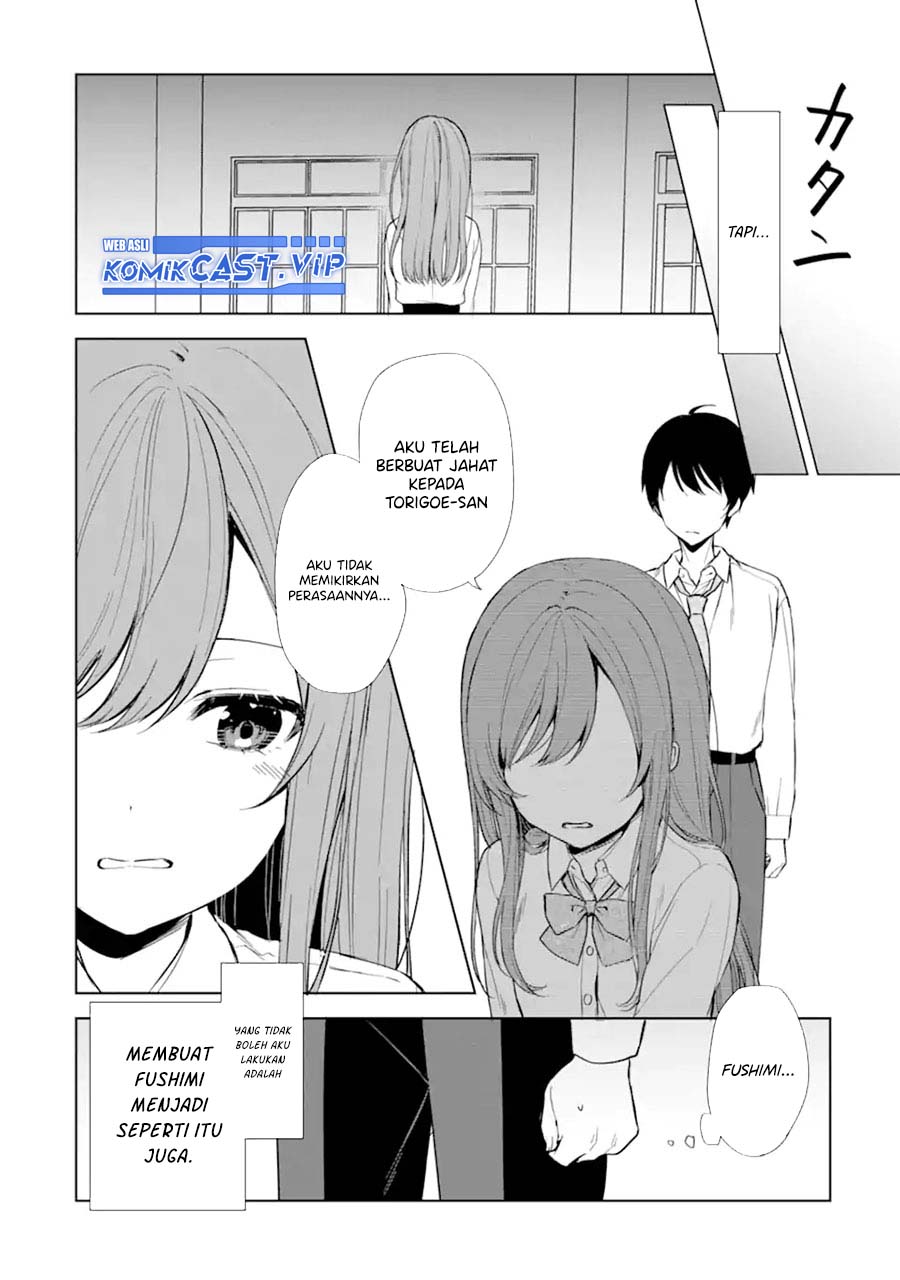 カタン
TAPI...
WEB ASLI
KOMIKCAST.VIP
AKU TELAH
BERBUAT JAHAT
KEPADA
TORIGOE-SAN
AKU TIDAK
MEMIKIRKAN
PERASAANNYA...
FUSHIMI...
YANG TIDAK
BOLEH AKU
LAKUKAN
ADALAH
MEMBUAT
FUSHIMI
MENJADI
SEPERTI ITU
JUGA.